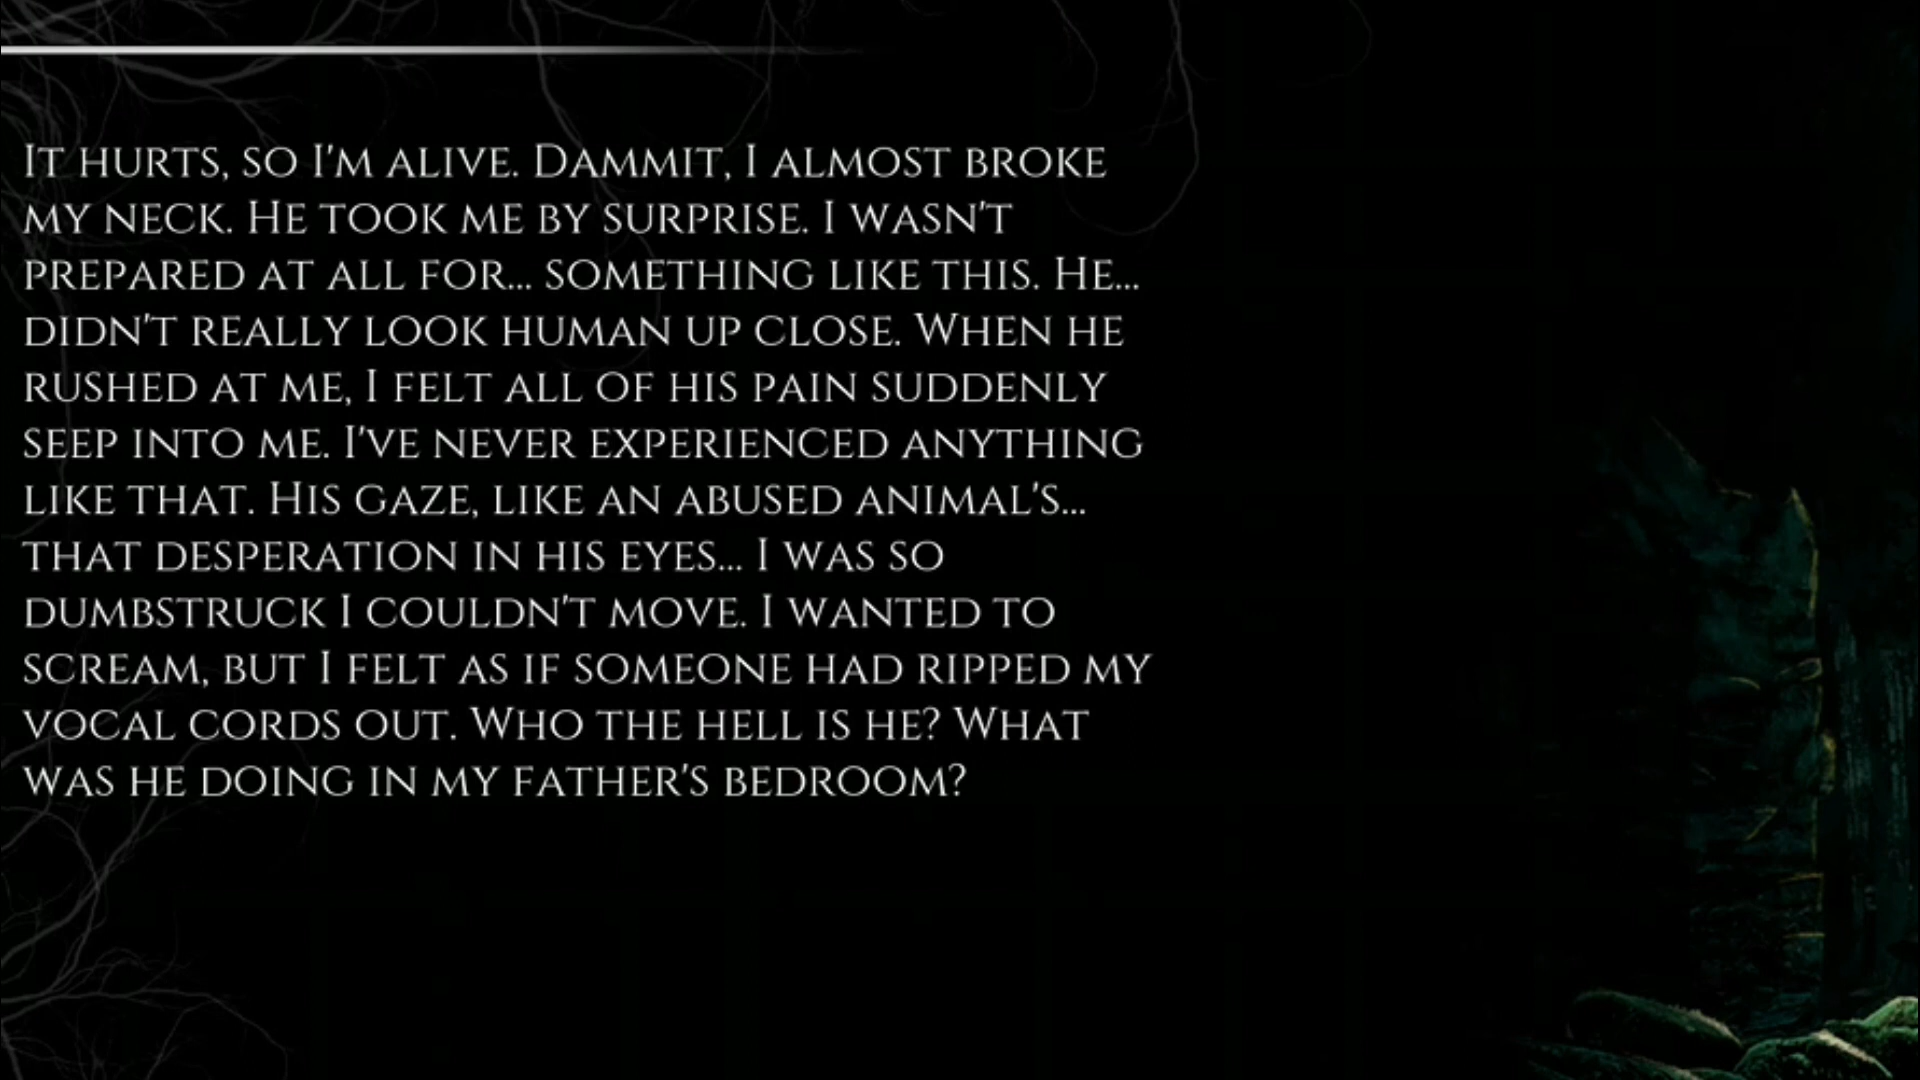 It hurts, so I'm alive. Dammit, I almost broke
my neck. He took me by surprise. I wasn't
prepared at all for... something like this. He...
didn't really look human up close. When he
rushed at me, I felt all of his pain suddenly
seep into me. I've never experienced anything
like that. His gaze, like an abused animal's...
that desperation in his eyes... I was so
dumbstruck I couldn't move. I wanted to
scream, but I felt as if someone had ripped my
vocal cords out. Who the hell is he? What
was he doing in my father's bedroom?